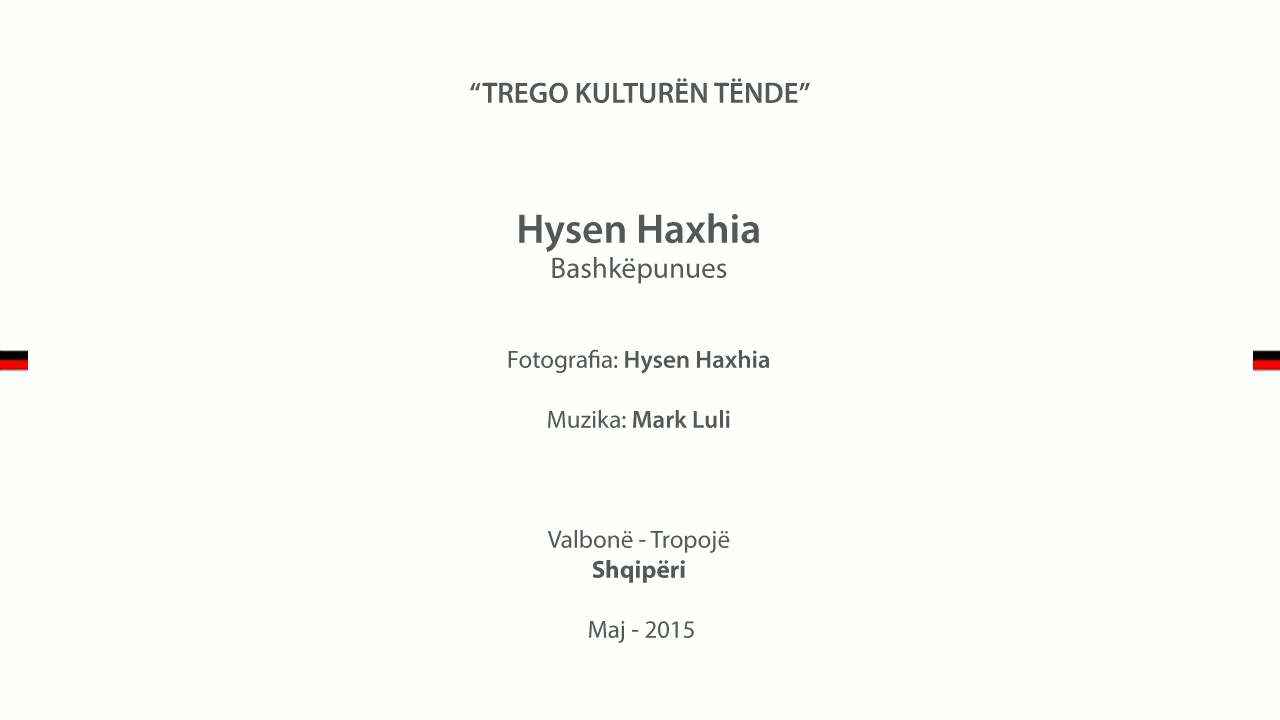 “TREGO KULTURËN TËNDE”
Hysen Haxhia
Bashkëpunues
Fotografia: Hysen Haxhia
Muzika: Mark Luli
Valbonë - Tropojë
Shqipëri
Maj - 2015